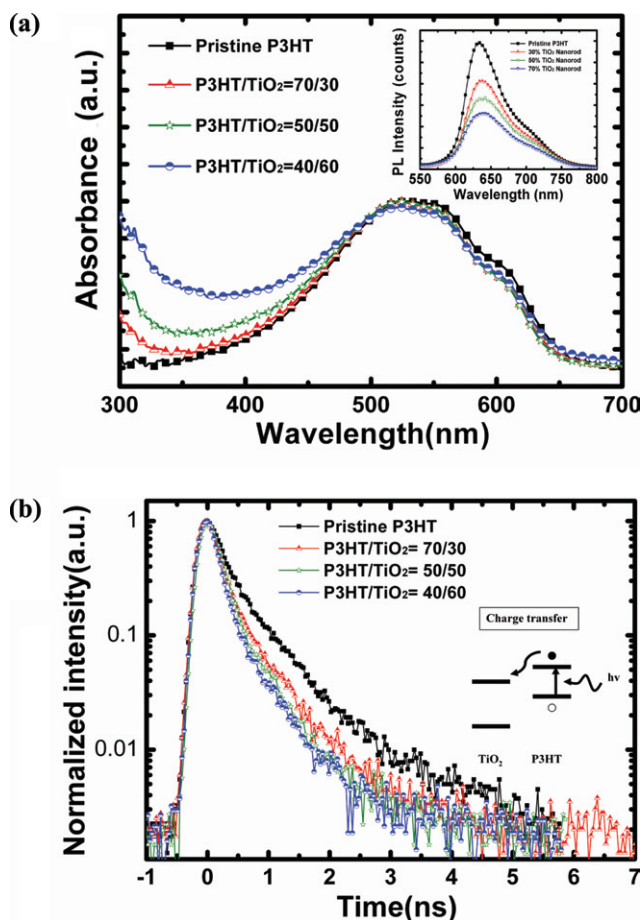 (a)
Absorbance (a.u.)
Pristine P3HT
P3HT/TiO₂=70/30
P3HT/TiO₂=50/50
P3HT/TiO₂=40/60
PL Intensity (counts)
Pristine P3HT
30% TiO₂ Nanorod
50% TiO₂ Nanorod
70% TiO₂ Nanorod
550 600 650 700 750 800
Wavelength (nm)
300 400 500 600 700
Wavelength(nm)
(b)
Normalized intensity(a.u.)
1
0.1
0.01
Pristine P3HT
P3HT/TiO₂= 70/30
P3HT/TiO₂= 50/50
P3HT/TiO₂= 40/60
Charge transfer
hν
TiO₂ P3HT
-1 0 1 2 3 4 5 6 7
Time(ns)